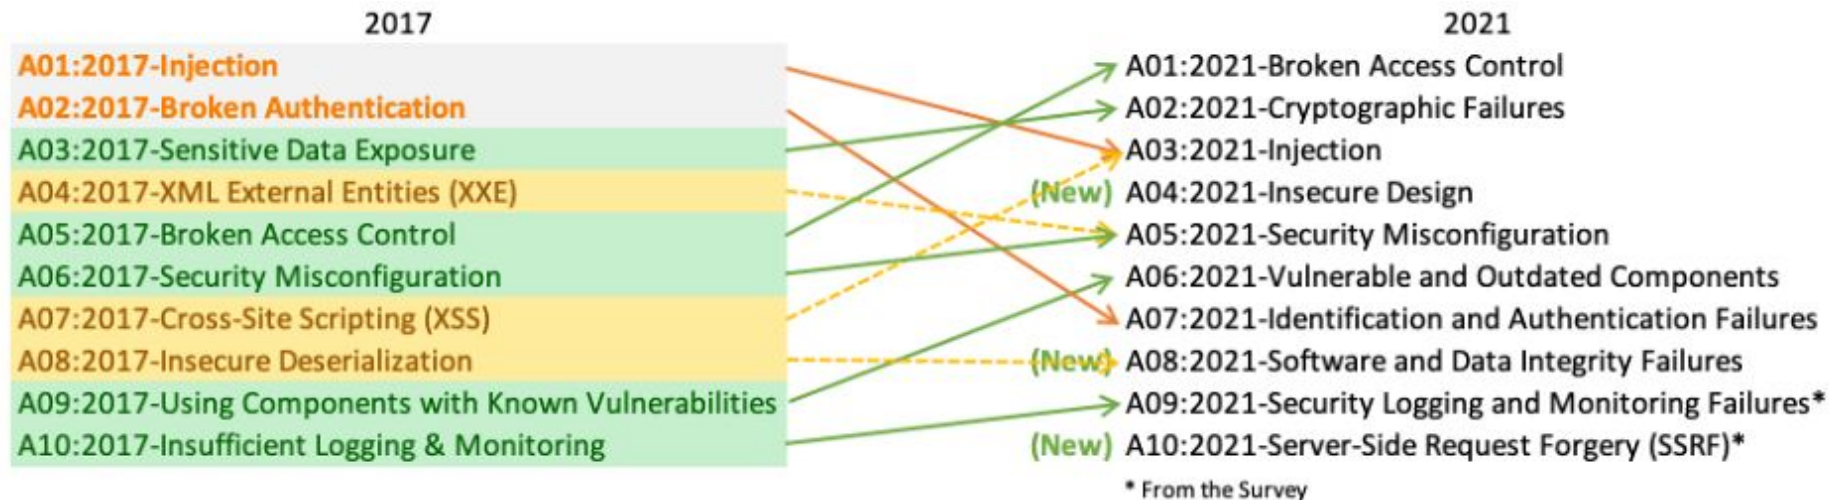 2017
A01:2017-Injection
A02:2017-Broken Authentication
A03:2017-Sensitive Data Exposure
A04:2017-XML External Entities (XXE)
A05:2017-Broken Access Control
A06:2017-Security Misconfiguration
A07:2017-Cross-Site Scripting (XSS)
A08:2017-Insecure Deserialization
A09:2017-Using Components with Known Vulnerabilities
A10:2017-Insufficient Logging & Monitoring
2021
A01:2021-Broken Access Control
A02:2021-Cryptographic Failures
A03:2021-Injection
(New) A04:2021-Insecure Design
A05:2021-Security Misconfiguration
A06:2021-Vulnerable and Outdated Components
A07:2021-Identification and Authentication Failures
(New) A08:2021-Software and Data Integrity Failures
A09:2021-Security Logging and Monitoring Failures*
(New) A10:2021-Server-Side Request Forgery (SSRF)*
* From the Survey